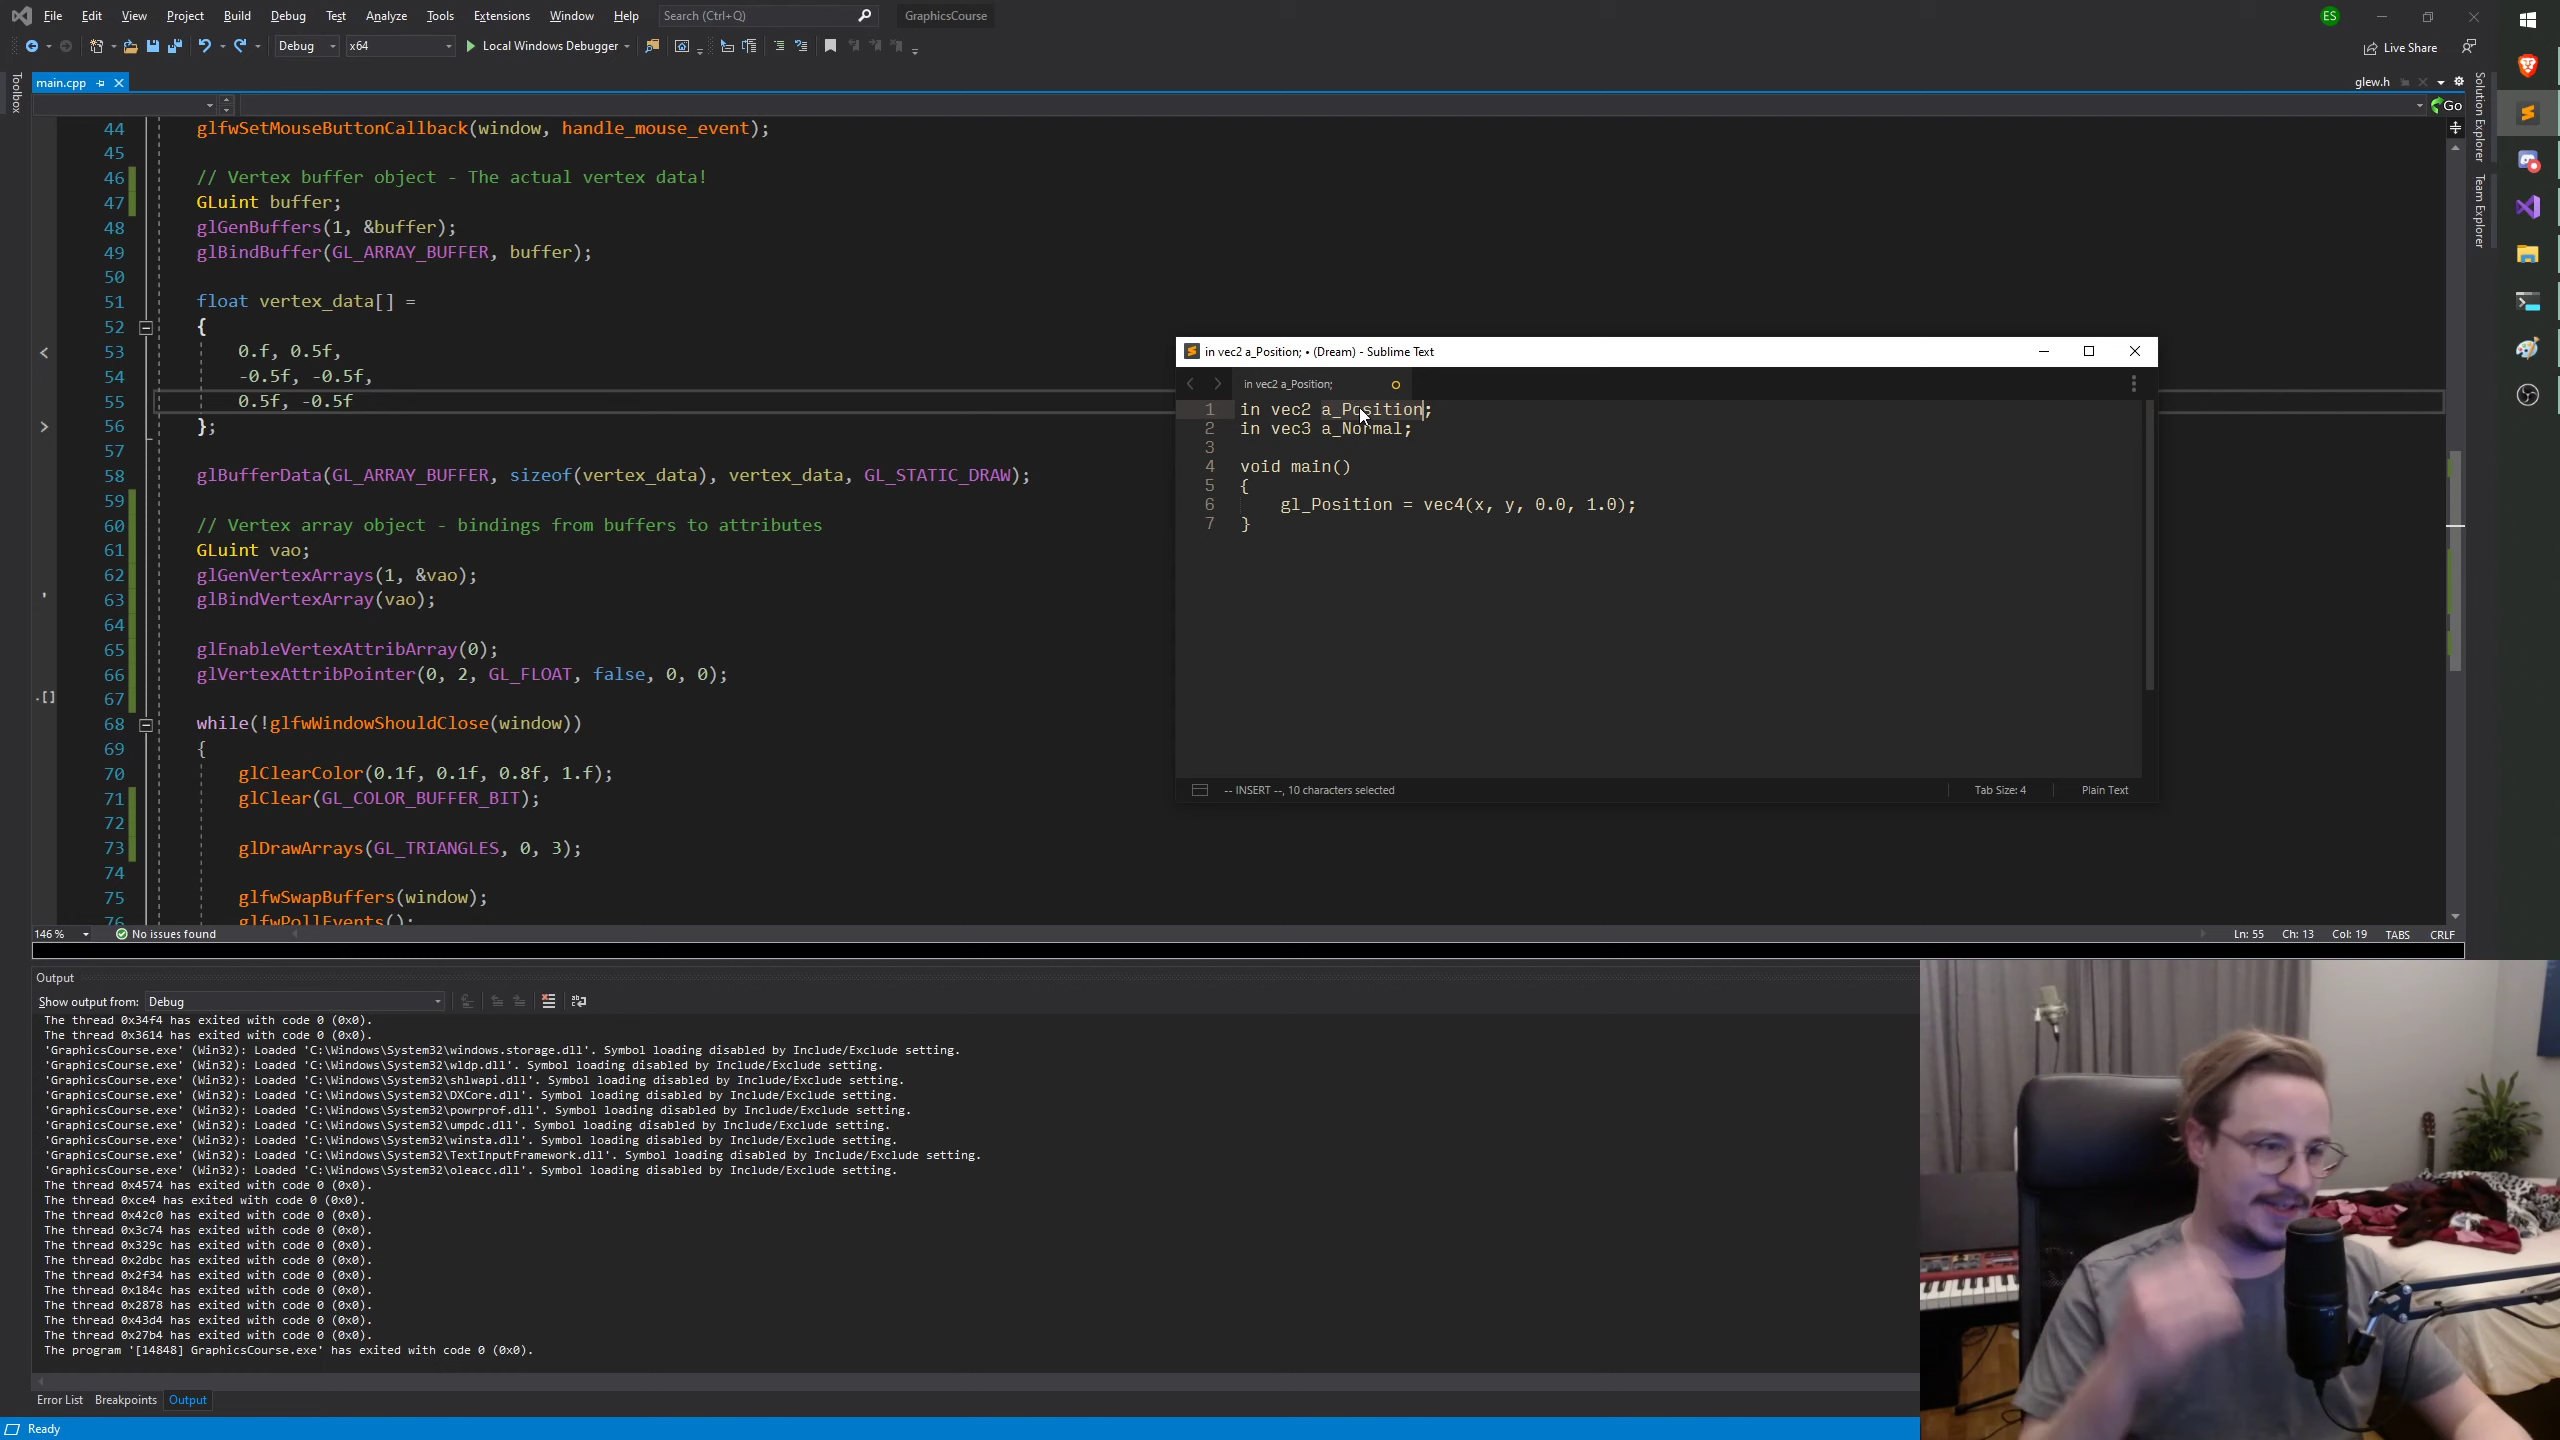 File Edit View Project Build Debug Test Analyze Tools Extensions Window Help Search (Ctrl+Q) GraphicsCourse ES
Debug x64 Local Windows Debugger Live Share
main.cpp glew.h
Go
Toolbox
Solution Explorer
Team Explorer
44 glfwSetMouseButtonCallback(window, handle_mouse_event);
45
46 // Vertex buffer object - The actual vertex data!
47 GLuint buffer;
48 glGenBuffers(1, &buffer);
49 glBindBuffer(GL_ARRAY_BUFFER, buffer);
50
51 float vertex_data[] =
52 {
53 0.f, 0.5f,
54 -0.5f, -0.5f,
55 0.5f, -0.5f
56 };
57
58 glBufferData(GL_ARRAY_BUFFER, sizeof(vertex_data), vertex_data, GL_STATIC_DRAW);
59
60 // Vertex array object - bindings from buffers to attributes
61 GLuint vao;
62 glGenVertexArrays(1, &vao);
63 glBindVertexArray(vao);
64
65 glEnableVertexAttribArray(0);
66 glVertexAttribPointer(0, 2, GL_FLOAT, false, 0, 0);
67
68 while(!glfwWindowShouldClose(window))
69 {
70 glClearColor(0.1f, 0.1f, 0.8f, 1.f);
71 glClear(GL_COLOR_BUFFER_BIT);
72
73 glDrawArrays(GL_TRIANGLES, 0, 3);
74
75 glfwSwapBuffers(window);
76 glfwPollEvents();
in vec2 a_Position; • (Dream) - Sublime Text
in vec2 a_Position;
1 in vec2 a_Position;
2 in vec3 a_Normal;
3
4 void main()
5 {
6 gl_Position = vec4(x, y, 0.0, 1.0);
7 }
-- INSERT --, 10 characters selected Tab Size: 4 Plain Text
146 % No issues found Ln: 55 Ch: 13 Col: 19 TABS CRLF
Output
Show output from: Debug
The thread 0x34f4 has exited with code 0 (0x0).
The thread 0x3614 has exited with code 0 (0x0).
'GraphicsCourse.exe' (Win32): Loaded 'C:\Windows\System32\windows.storage.dll'. Symbol loading disabled by Include/Exclude setting.
'GraphicsCourse.exe' (Win32): Loaded 'C:\Windows\System32\wldp.dll'. Symbol loading disabled by Include/Exclude setting.
'GraphicsCourse.exe' (Win32): Loaded 'C:\Windows\System32\shlwapi.dll'. Symbol loading disabled by Include/Exclude setting.
'GraphicsCourse.exe' (Win32): Loaded 'C:\Windows\System32\DXCore.dll'. Symbol loading disabled by Include/Exclude setting.
'GraphicsCourse.exe' (Win32): Loaded 'C:\Windows\System32\powrprof.dll'. Symbol loading disabled by Include/Exclude setting.
'GraphicsCourse.exe' (Win32): Loaded 'C:\Windows\System32\umpdc.dll'. Symbol loading disabled by Include/Exclude setting.
'GraphicsCourse.exe' (Win32): Loaded 'C:\Windows\System32\winsta.dll'. Symbol loading disabled by Include/Exclude setting.
'GraphicsCourse.exe' (Win32): Loaded 'C:\Windows\System32\TextInputFramework.dll'. Symbol loading disabled by Include/Exclude setting.
'GraphicsCourse.exe' (Win32): Loaded 'C:\Windows\System32\oleacc.dll'. Symbol loading disabled by Include/Exclude setting.
The thread 0x4574 has exited with code 0 (0x0).
The thread 0xce4 has exited with code 0 (0x0).
The thread 0x42c0 has exited with code 0 (0x0).
The thread 0x3c74 has exited with code 0 (0x0).
The thread 0x329c has exited with code 0 (0x0).
The thread 0x2dbc has exited with code 0 (0x0).
The thread 0x2f34 has exited with code 0 (0x0).
The thread 0x184c has exited with code 0 (0x0).
The thread 0x2878 has exited with code 0 (0x0).
The thread 0x43d4 has exited with code 0 (0x0).
The thread 0x27b4 has exited with code 0 (0x0).
The program '[14848] GraphicsCourse.exe' has exited with code 0 (0x0).
Error List Breakpoints Output
Ready